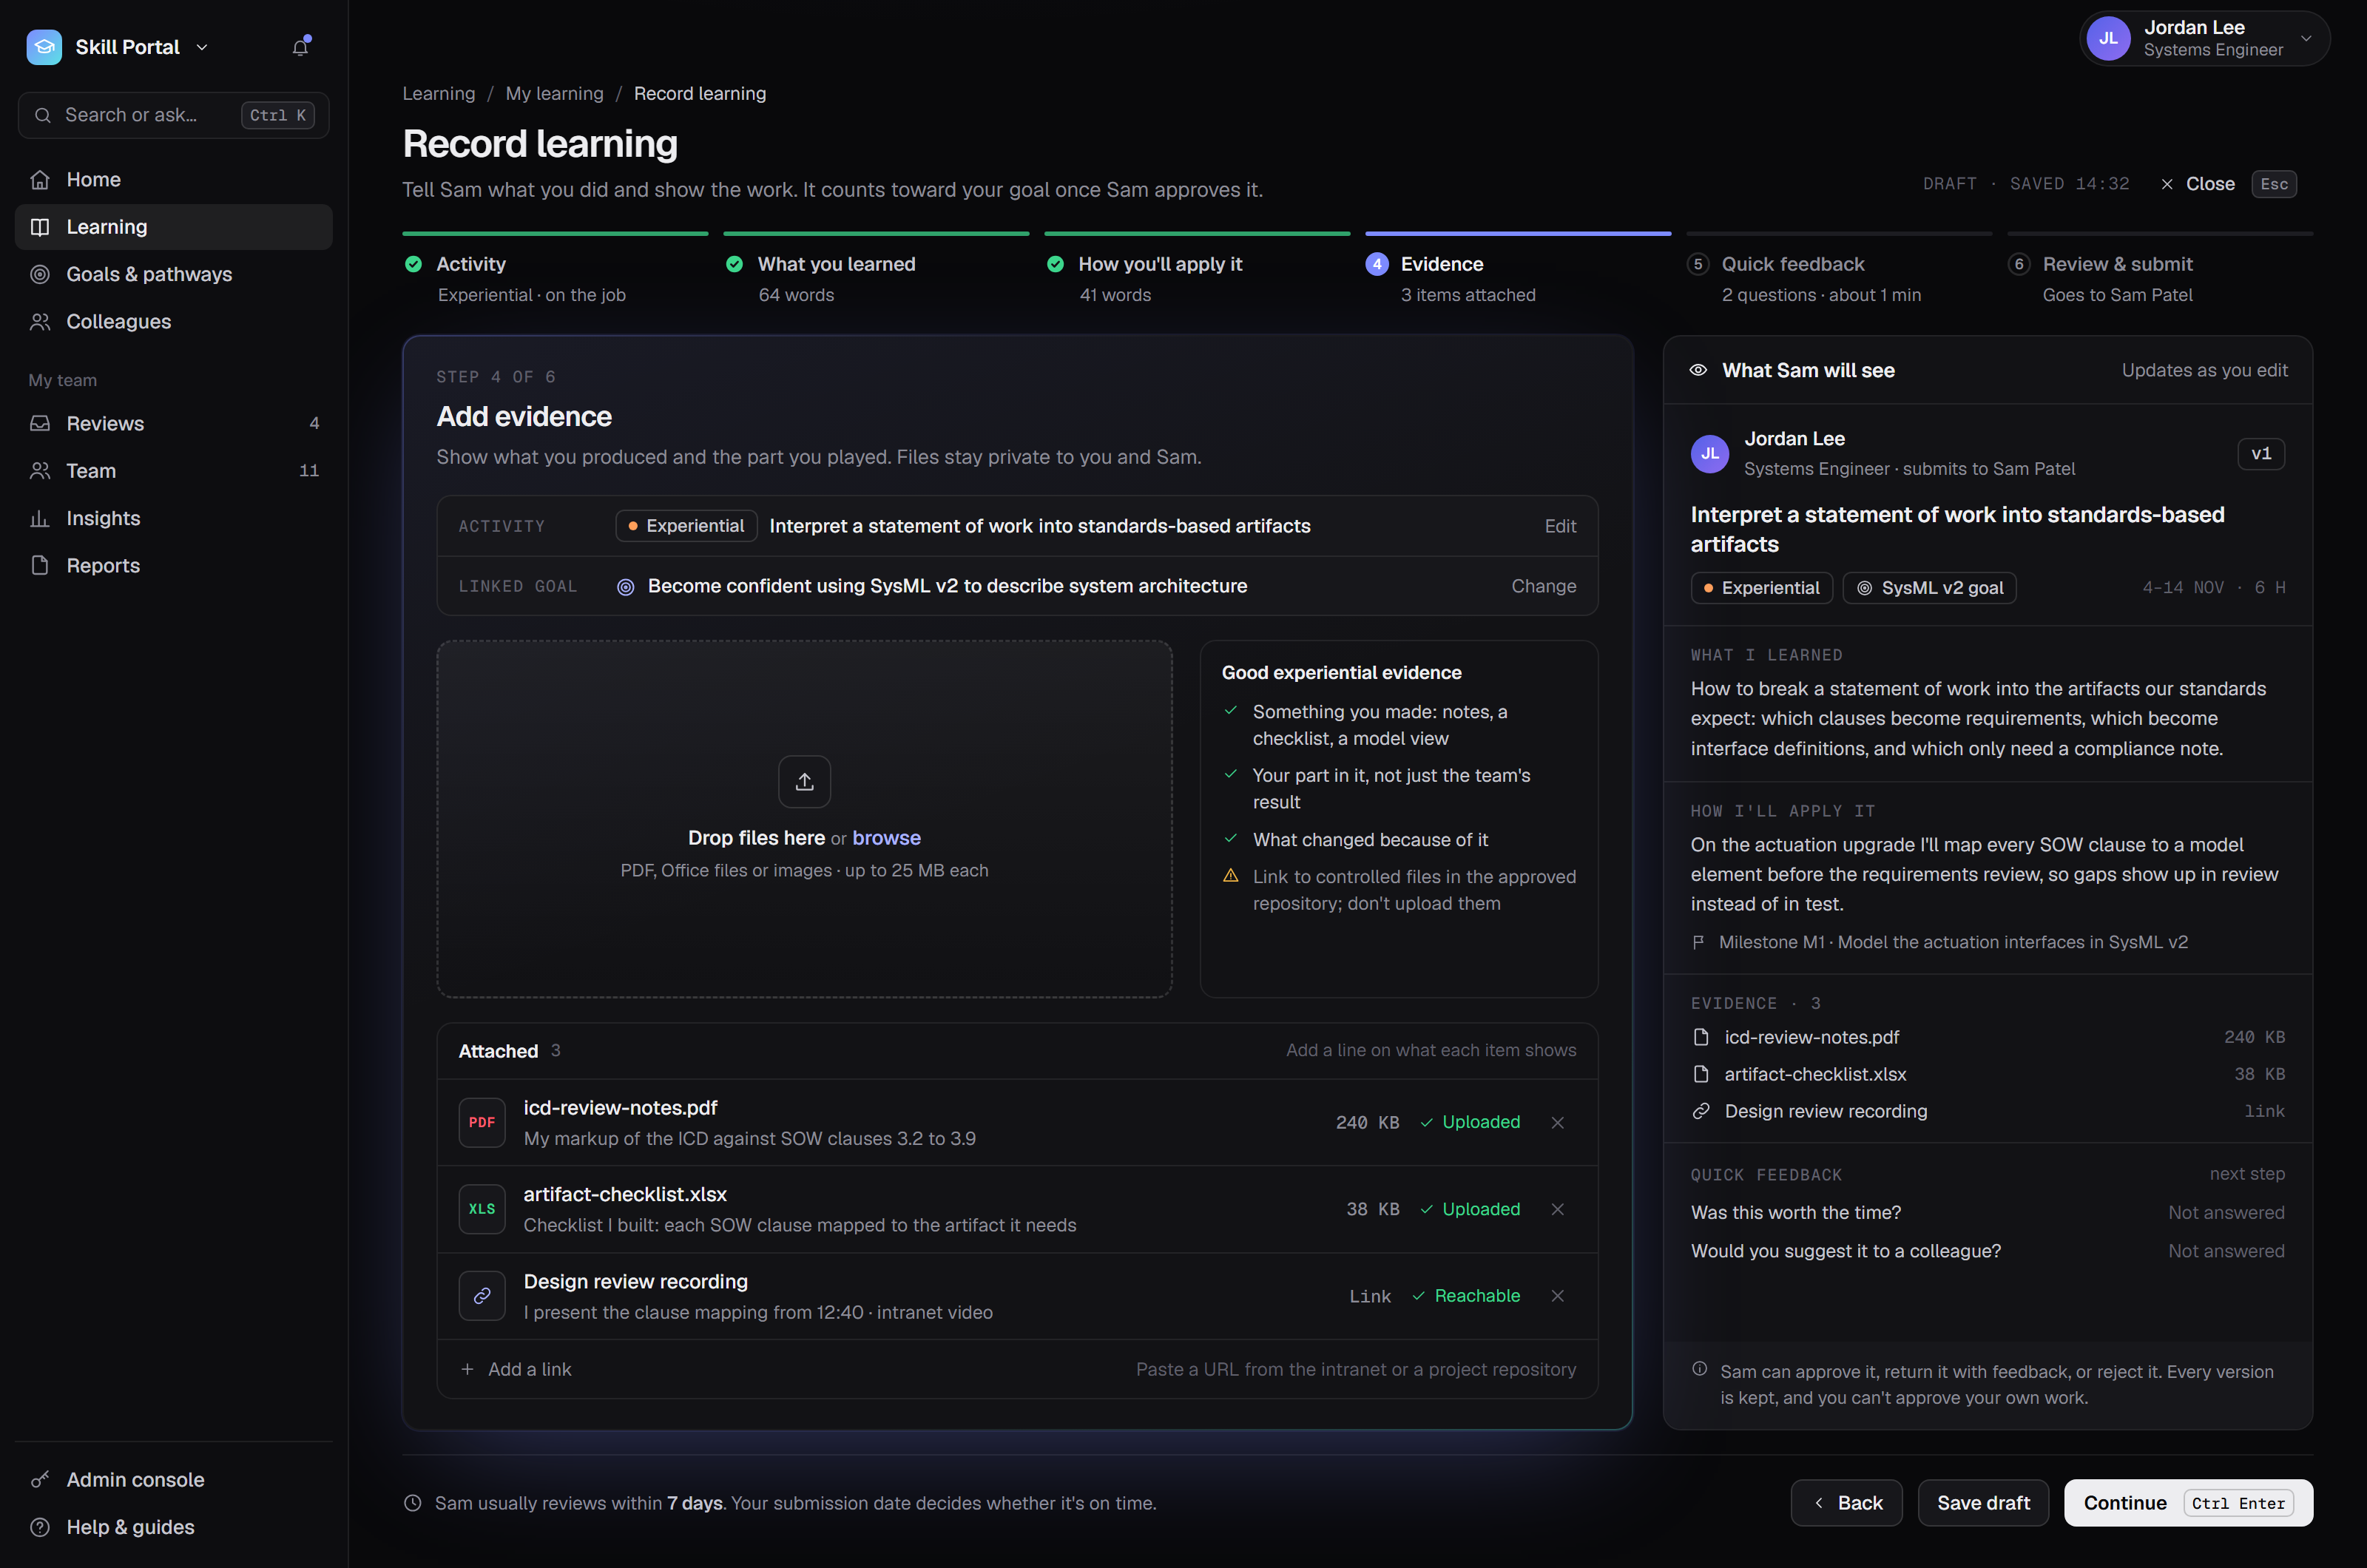 Skill Portal
Search or ask...
Ctrl K
Home
Learning
Goals & pathways
Colleagues
My team
Reviews 4
Team 11
Insights
Reports
Admin console
Help & guides
JL
Jordan Lee
Systems Engineer
Learning / My learning / Record learning
Record learning
Tell Sam what you did and show the work. It counts toward your goal once Sam approves it.
DRAFT · SAVED 14:32
Close Esc
Activity
Experiential · on the job
What you learned
64 words
How you'll apply it
41 words
4 Evidence
3 items attached
5 Quick feedback
2 questions · about 1 min
6 Review & submit
Goes to Sam Patel
STEP 4 OF 6
Add evidence
Show what you produced and the part you played. Files stay private to you and Sam.
ACTIVITY Experiential Interpret a statement of work into standards-based artifacts Edit
LINKED GOAL Become confident using SysML v2 to describe system architecture Change
Drop files here or browse
PDF, Office files or images · up to 25 MB each
Good experiential evidence
Something you made: notes, a
checklist, a model view
Your part in it, not just the team's
result
What changed because of it
Link to controlled files in the approved
repository; don't upload them
Attached 3 Add a line on what each item shows
PDF
icd-review-notes.pdf
My markup of the ICD against SOW clauses 3.2 to 3.9
240 KB Uploaded
XLS
artifact-checklist.xlsx
Checklist I built: each SOW clause mapped to the artifact it needs
38 KB Uploaded
Design review recording
I present the clause mapping from 12:40 · intranet video
Link Reachable
Add a link Paste a URL from the intranet or a project repository
What Sam will see Updates as you edit
JL
Jordan Lee
Systems Engineer · submits to Sam Patel
v1
Interpret a statement of work into standards-based
artifacts
Experiential SysML v2 goal 4–14 NOV · 6 H
WHAT I LEARNED
How to break a statement of work into the artifacts our standards
expect: which clauses become requirements, which become
interface definitions, and which only need a compliance note.
HOW I'LL APPLY IT
On the actuation upgrade I'll map every SOW clause to a model
element before the requirements review, so gaps show up in review
instead of in test.
Milestone M1 · Model the actuation interfaces in SysML v2
EVIDENCE · 3
icd-review-notes.pdf 240 KB
artifact-checklist.xlsx 38 KB
Design review recording link
QUICK FEEDBACK next step
Was this worth the time? Not answered
Would you suggest it to a colleague? Not answered
Sam can approve it, return it with feedback, or reject it. Every version
is kept, and you can't approve your own work.
Sam usually reviews within 7 days. Your submission date decides whether it's on time.
Back
Save draft
Continue Ctrl Enter